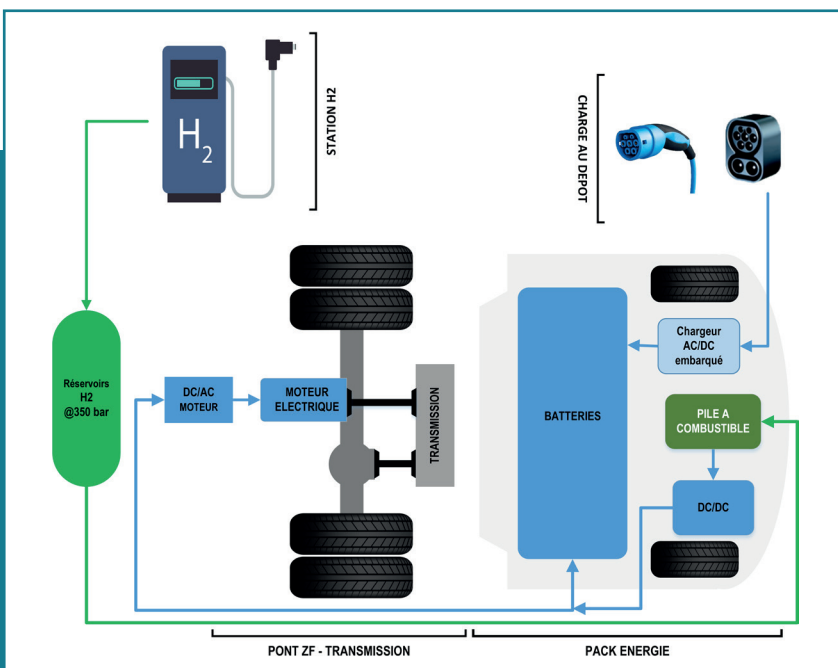 H2
STATION H2
CHARGE AU DEPOT
Réservoirs
H2
@350 bar
DC/AC
MOTEUR
MOTEUR
ELECTRIQUE
TRANSMISSION
BATTERIES
Chargeur
AC/DC
embarqué
PILE A
COMBUSTIBLE
DC/DC
PONT ZF - TRANSMISSION
PACK ENERGIE